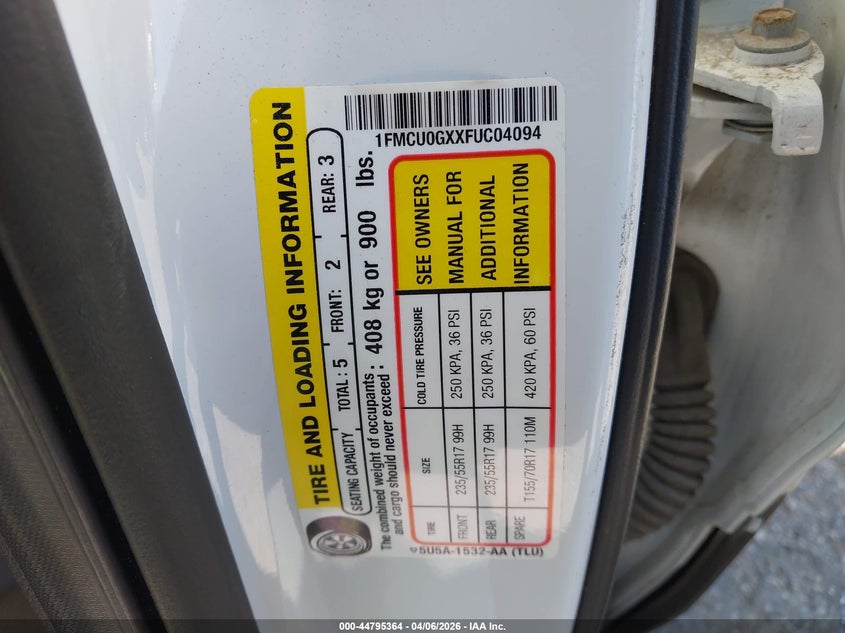 TIRE AND LOADING INFORMATION
SEATING CAPACITY TOTAL: 5 FRONT: 2 REAR: 3
The combined weight of occupants
and cargo should never exceed : 408 kg or 900 lbs.
1FMCU0GXXFUC04094
TIRE SIZE COLD TIRE PRESSURE
FRONT 235/55R17 99H 250 KPA, 36 PSI
REAR 235/55R17 99H 250 KPA, 36 PSI
SPARE T155/70R17 110M 420 KPA, 60 PSI
SEE OWNERS
MANUAL FOR
ADDITIONAL
INFORMATION
5U5A-1532-AA (TLU)
000-44795364 - 04/06/2026 - IAA Inc.